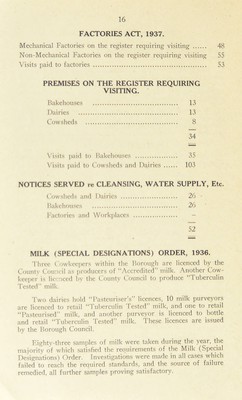 16
FACTORIES ACT, 1937.
Mechanical Factories on the register requiring visiting ...... 48
Non-Mechanical Factories on the register requiring visiting 55
Visits paid to factories ........................................ 53
PREMISES ON THE REGISTER REQUIRING
VISITING.
Bakehouses .............................. 13
Dairies .............................. 13
Cowsheds .............................. 8
34
Visits paid to Bakehouses .................. 35
Visits paid to Cowsheds and Dairies ...... 103
NOTICES SERVED re CLEANSING, WATER SUPPLY, Etc.
Cowsheds and Dairies .................. 26
Bakehouses .............................. 26
Factories and Workplaces .................. –
52
MILK (SPECIAL DESIGNATIONS) ORDER, 1936.
Three Cowkeepers within the Borough are licenced by the
County Council as producers of "Accredited" milk. Another Cow-
keeper is licenced by the County Council to produce "Tuberculin
Tested" milk.
Two dairies hold "Pasteuriser's" licences, 10 milk purveyors
are licenced to retail "Tuberculin Tested" milk, and one to retail
"Pasteurised" milk, and another purveyor is licenced to bottle
and retail "Tuberculin Tested" milk. These licences are issued
by the Borough Council.
Eighty-three samples of milk were taken during the year, the
majority of which satisfied the requirements of the Milk (Special
Designations) Order. Investigations were made in all cases which
failed to reach the required standards, and the source of failure
remedied, all further samples proving satisfactory.